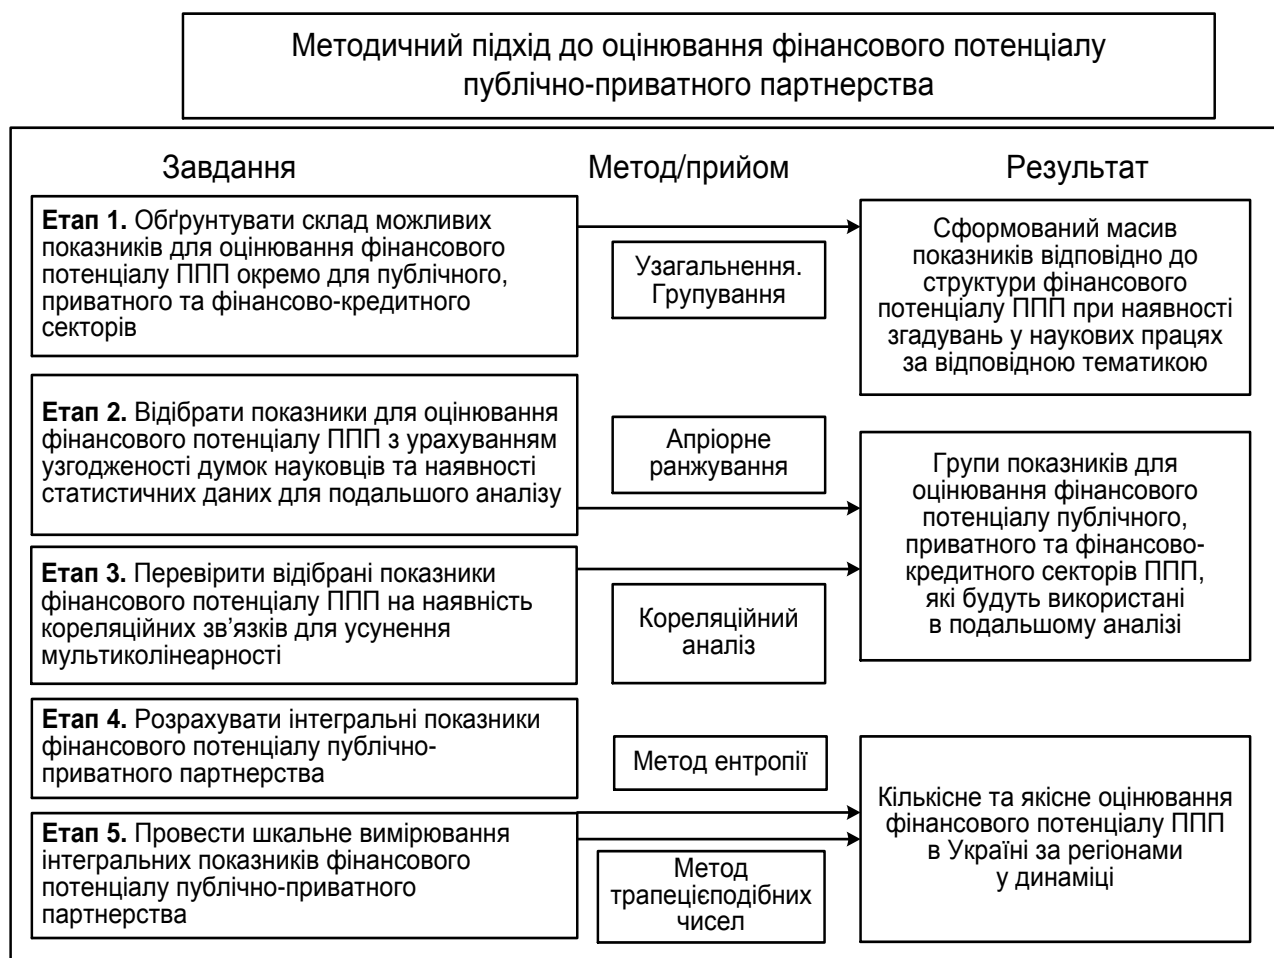 Методичний підхід до оцінювання фінансового потенціалу
публічно-приватного партнерства
Завдання
Метод/прийом
Результат
Етап 1. Обґрунтувати склад можливих
показників для оцінювання фінансового
потенціалу ППП окремо для публічного,
приватного та фінансово-кредитного
секторів
Узагальнення.
Групування
Сформований масив
показників відповідно до
структури фінансового
потенціалу ППП при наявності
згадувань у наукових працях
за відповідною тематикою
Етап 2. Відібрати показники для оцінювання
фінансового потенціалу ППП з урахуванням
узгодженості думок науковців та наявності
статистичних даних для подальшого аналізу
Апріорне
ранжування
Групи показників для
оцінювання фінансового
потенціалу публічного,
приватного та фінансово-
кредитного секторів ППП,
які будуть використані
в подальшому аналізі
Етап 3. Перевірити відібрані показники
фінансового потенціалу ППП на наявність
кореляційних зв’язків для усунення
мультиколінеарності
Кореляційний
аналіз
Етап 4. Розрахувати інтегральні показники
фінансового потенціалу публічно-
приватного партнерства
Метод ентропії
Кількісне та якісне оцінювання
фінансового потенціалу ППП
в Україні за регіонами
у динаміці
Етап 5. Провести шкальне вимірювання
інтегральних показників фінансового
потенціалу публічно-приватного
партнерства
Метод
трапецієподібних
чисел